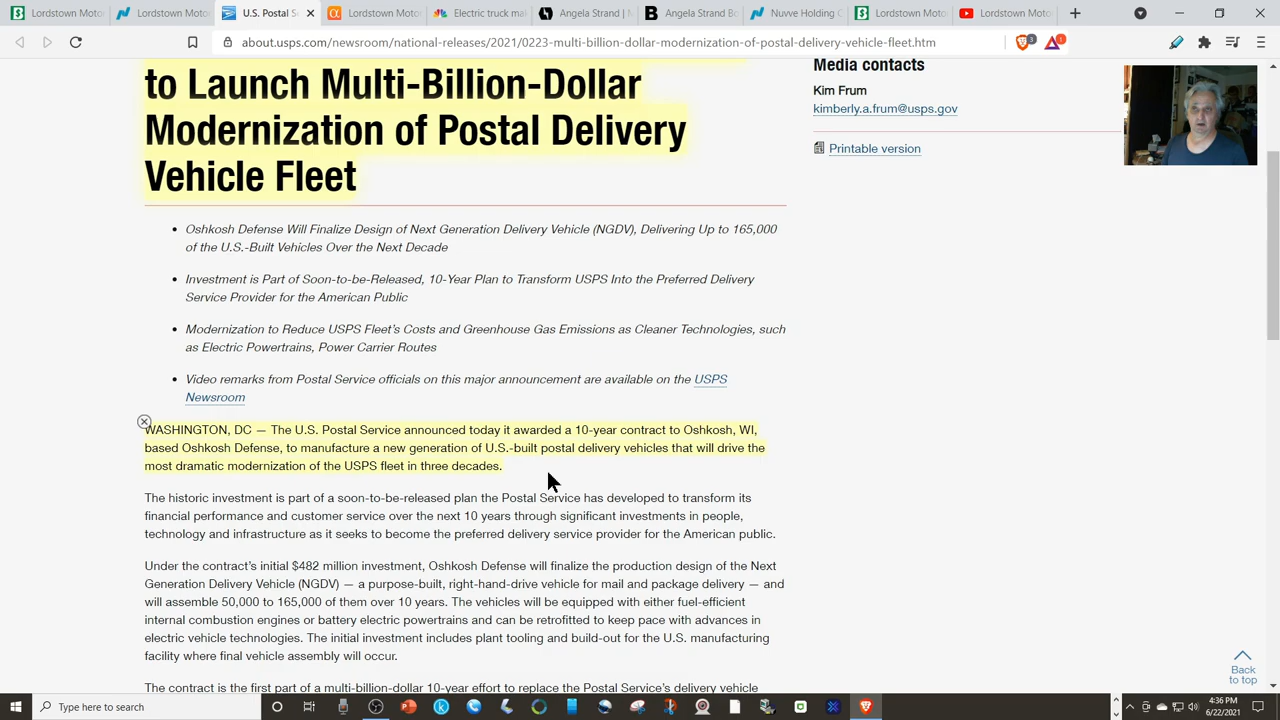 Lordstown Moto
Lordstown Moto
U.S. Postal S
Lordstown Mot
Electric truck mak
Angela Strand | M
Angela Strand Bo
Nuvve Holding C
Lordstown Moto
Lordstown Moto
about.usps.com/newsroom/national-releases/2021/0223-multi-billion-dollar-modernization-of-postal-delivery-vehicle-fleet.htm
3
1
to Launch Multi-Billion-Dollar
Modernization of Postal Delivery
Vehicle Fleet
Media contacts
Kim Frum
kimberly.a.frum@usps.gov
Printable version
• Oshkosh Defense Will Finalize Design of Next Generation Delivery Vehicle (NGDV), Delivering Up to 165,000
of the U.S.-Built Vehicles Over the Next Decade
• Investment is Part of Soon-to-be-Released, 10-Year Plan to Transform USPS Into the Preferred Delivery
Service Provider for the American Public
• Modernization to Reduce USPS Fleet's Costs and Greenhouse Gas Emissions as Cleaner Technologies, such
as Electric Powertrains, Power Carrier Routes
• Video remarks from Postal Service officials on this major announcement are available on the USPS
Newsroom
WASHINGTON, DC — The U.S. Postal Service announced today it awarded a 10-year contract to Oshkosh, WI,
based Oshkosh Defense, to manufacture a new generation of U.S.-built postal delivery vehicles that will drive the
most dramatic modernization of the USPS fleet in three decades.
The historic investment is part of a soon-to-be-released plan the Postal Service has developed to transform its
financial performance and customer service over the next 10 years through significant investments in people,
technology and infrastructure as it seeks to become the preferred delivery service provider for the American public.
Under the contract's initial $482 million investment, Oshkosh Defense will finalize the production design of the Next
Generation Delivery Vehicle (NGDV) — a purpose-built, right-hand-drive vehicle for mail and package delivery — and
will assemble 50,000 to 165,000 of them over 10 years. The vehicles will be equipped with either fuel-efficient
internal combustion engines or battery electric powertrains and can be retrofitted to keep pace with advances in
electric vehicle technologies. The initial investment includes plant tooling and build-out for the U.S. manufacturing
facility where final vehicle assembly will occur.
The contract is the first part of a multi-billion-dollar 10-year effort to replace the Postal Service's delivery vehicle
Back
to top
Type here to search
4:36 PM
6/22/2021